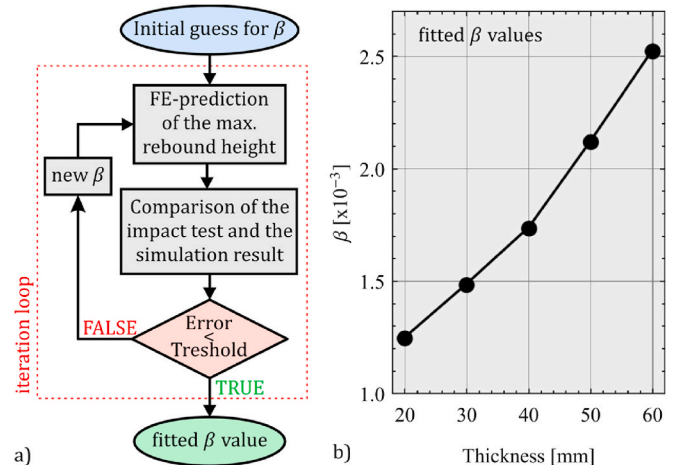 Initial guess for β
FE-prediction
of the max.
rebound height
new β
Comparison of the
impact test and the
simulation result
iteration loop
FALSE
Error
<
Treshold
TRUE
fitted β value
a)
fitted β values
β [x10⁻³]
2.5
2.0
1.5
1.0
20 30 40 50 60
b)
Thickness [mm]